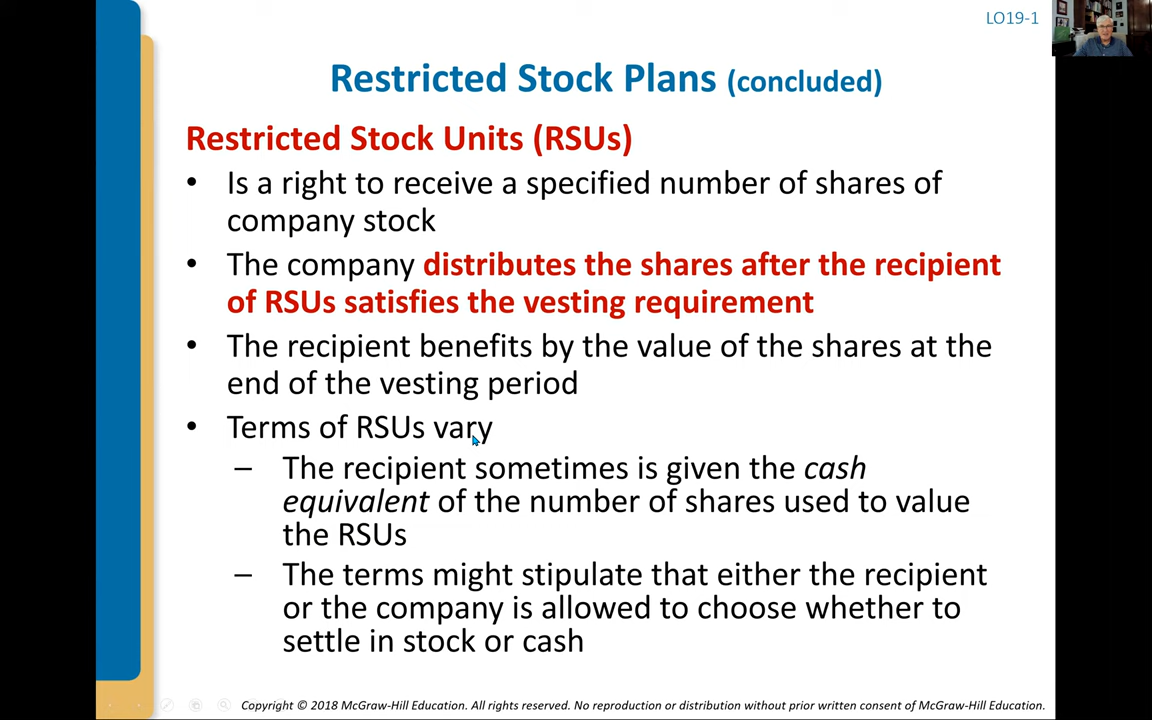 LO19-1
Restricted Stock Plans (concluded)
Restricted Stock Units (RSUs)
• Is a right to receive a specified number of shares of
company stock
• The company distributes the shares after the recipient
of RSUs satisfies the vesting requirement
• The recipient benefits by the value of the shares at the
end of the vesting period
• Terms of RSUs vary
– The recipient sometimes is given the cash
equivalent of the number of shares used to value
the RSUs
– The terms might stipulate that either the recipient
or the company is allowed to choose whether to
settle in stock or cash
Copyright © 2018 McGraw-Hill Education. All rights reserved. No reproduction or distribution without prior written consent of McGraw-Hill Education.